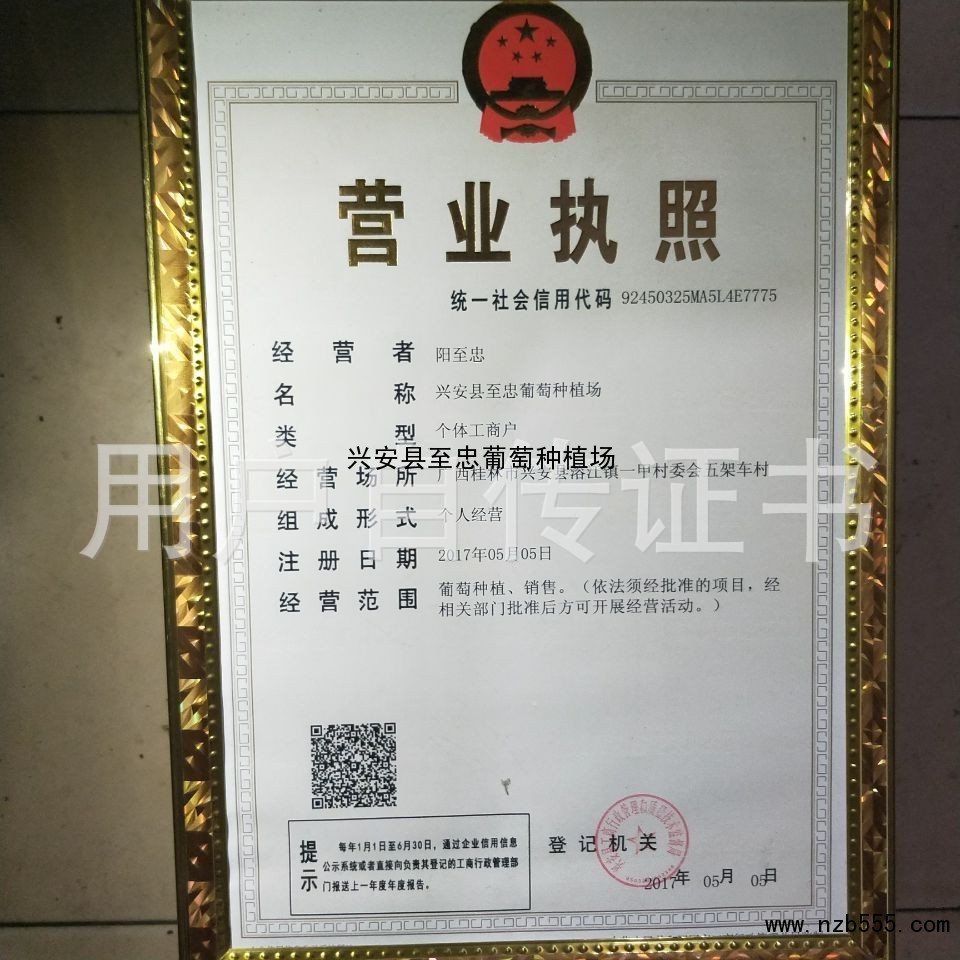 营业执照
统一社会信用代码 92450325MA5L4E7775
经营者 阳至忠
名称 兴安县至忠葡萄种植场
类型 个体工商户
兴安县至忠葡萄种植场
经营场所 广西桂林市兴安县溶江镇一甲村委会五架车村
用户自传证书
组成形式 个人经营
注册日期 2017年05月05日
经营范围 葡萄种植、销售。（依法须经批准的项目，经
相关部门批准后方可开展经营活动。）
提示
每年1月1日至6月30日，通过企业信用信息
公示系统或者直接向负责其登记的工商行政管理部
门报送上一年度年度报告。
登记机关
2017年 05月 05日
www.nzb555.com